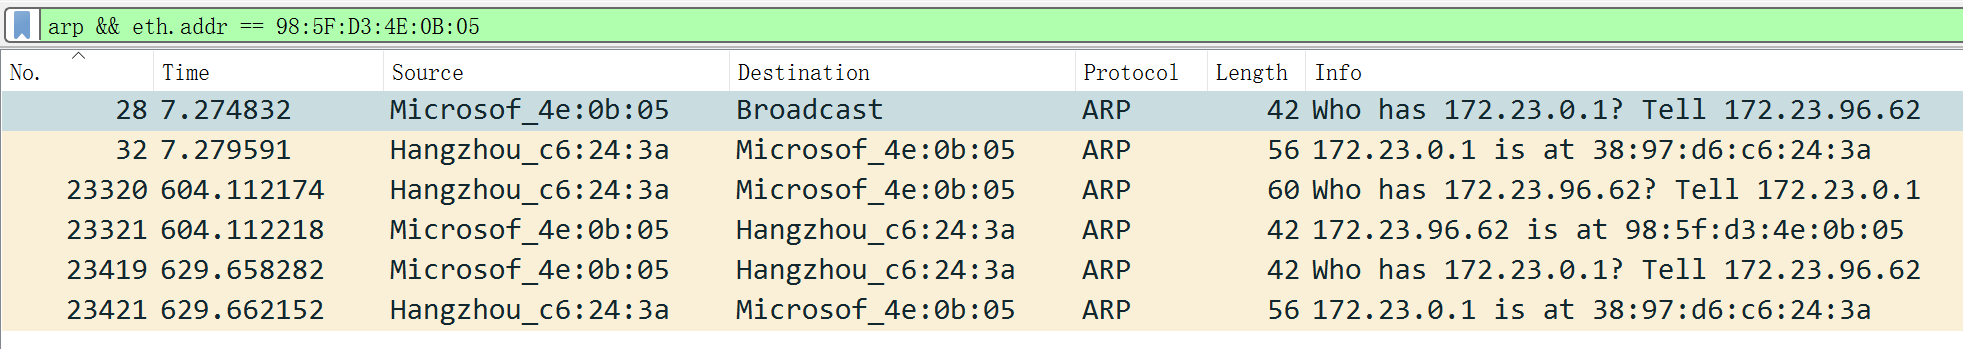 arp && eth.addr == 98:5F:D3:4E:0B:05
No. Time Source Destination Protocol Length Info
28 7.274832 Microsof_4e:0b:05 Broadcast ARP 42 Who has 172.23.0.1? Tell 172.23.96.62
32 7.279591 Hangzhou_c6:24:3a Microsof_4e:0b:05 ARP 56 172.23.0.1 is at 38:97:d6:c6:24:3a
23320 604.112174 Hangzhou_c6:24:3a Microsof_4e:0b:05 ARP 60 Who has 172.23.96.62? Tell 172.23.0.1
23321 604.112218 Microsof_4e:0b:05 Hangzhou_c6:24:3a ARP 42 172.23.96.62 is at 98:5f:d3:4e:0b:05
23419 629.658282 Microsof_4e:0b:05 Hangzhou_c6:24:3a ARP 42 Who has 172.23.0.1? Tell 172.23.96.62
23421 629.662152 Hangzhou_c6:24:3a Microsof_4e:0b:05 ARP 56 172.23.0.1 is at 38:97:d6:c6:24:3a